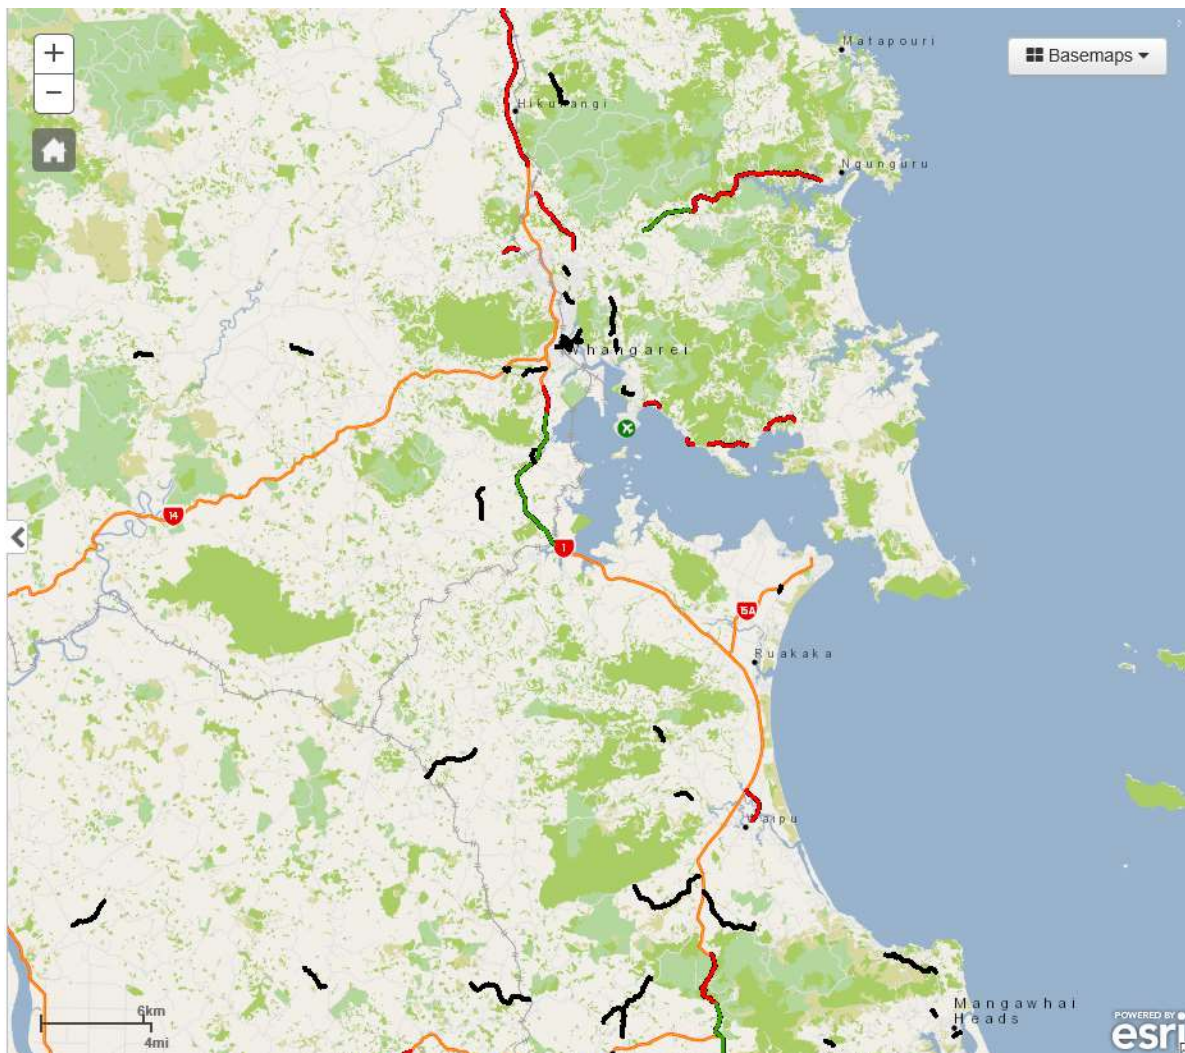 +
Matapouri
Basemaps
−
Hikurangi
Ngunguru
Whangarei
14
1
15A
Ruakaka
Waipu
6km
4mi
Mangawhai
Heads
POWERED BY
esri